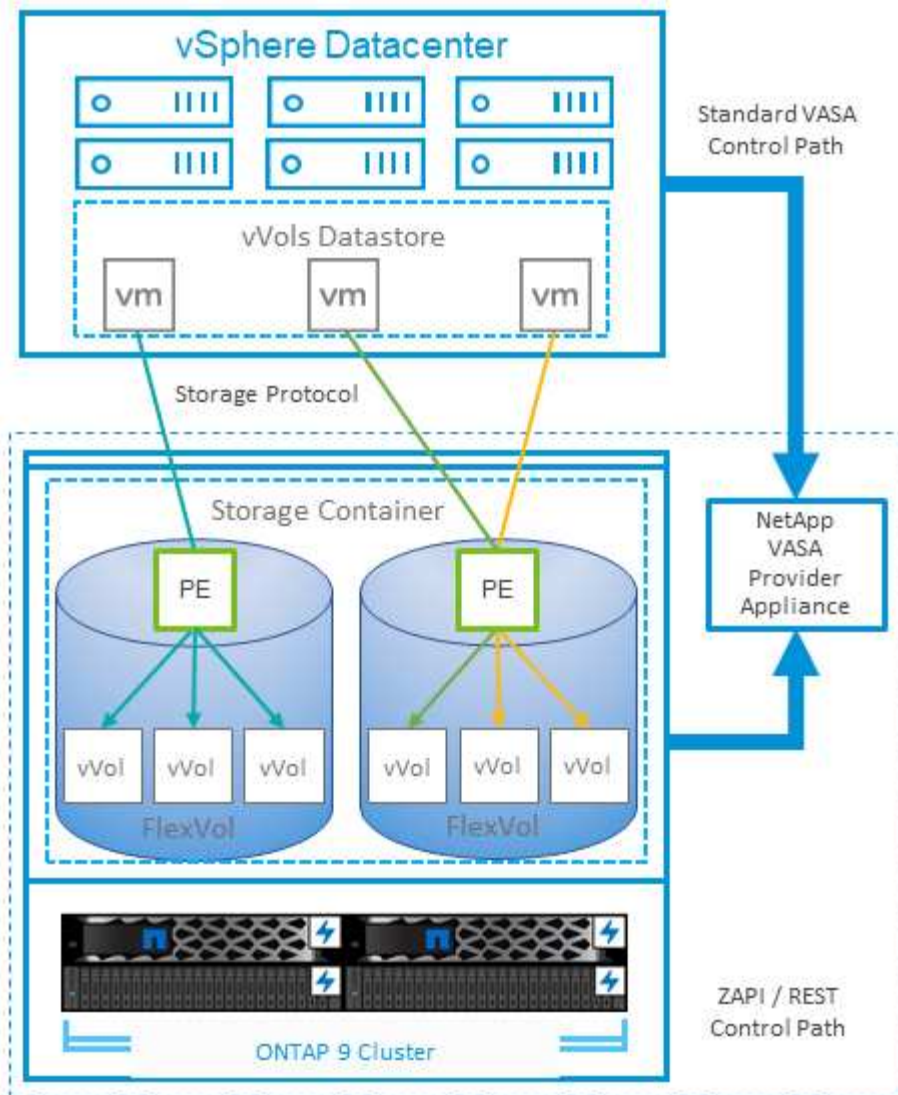 vSphere Datacenter
Standard VASA
Control Path
vVols Datastore
vm vm vm
Storage Protocol
Storage Container
NetApp
VASA
Provider
Appliance
PE PE
vVol vVol vVol vVol vVol vVol
FlexVol FlexVol
ZAPI / REST
Control Path
ONTAP 9 Cluster